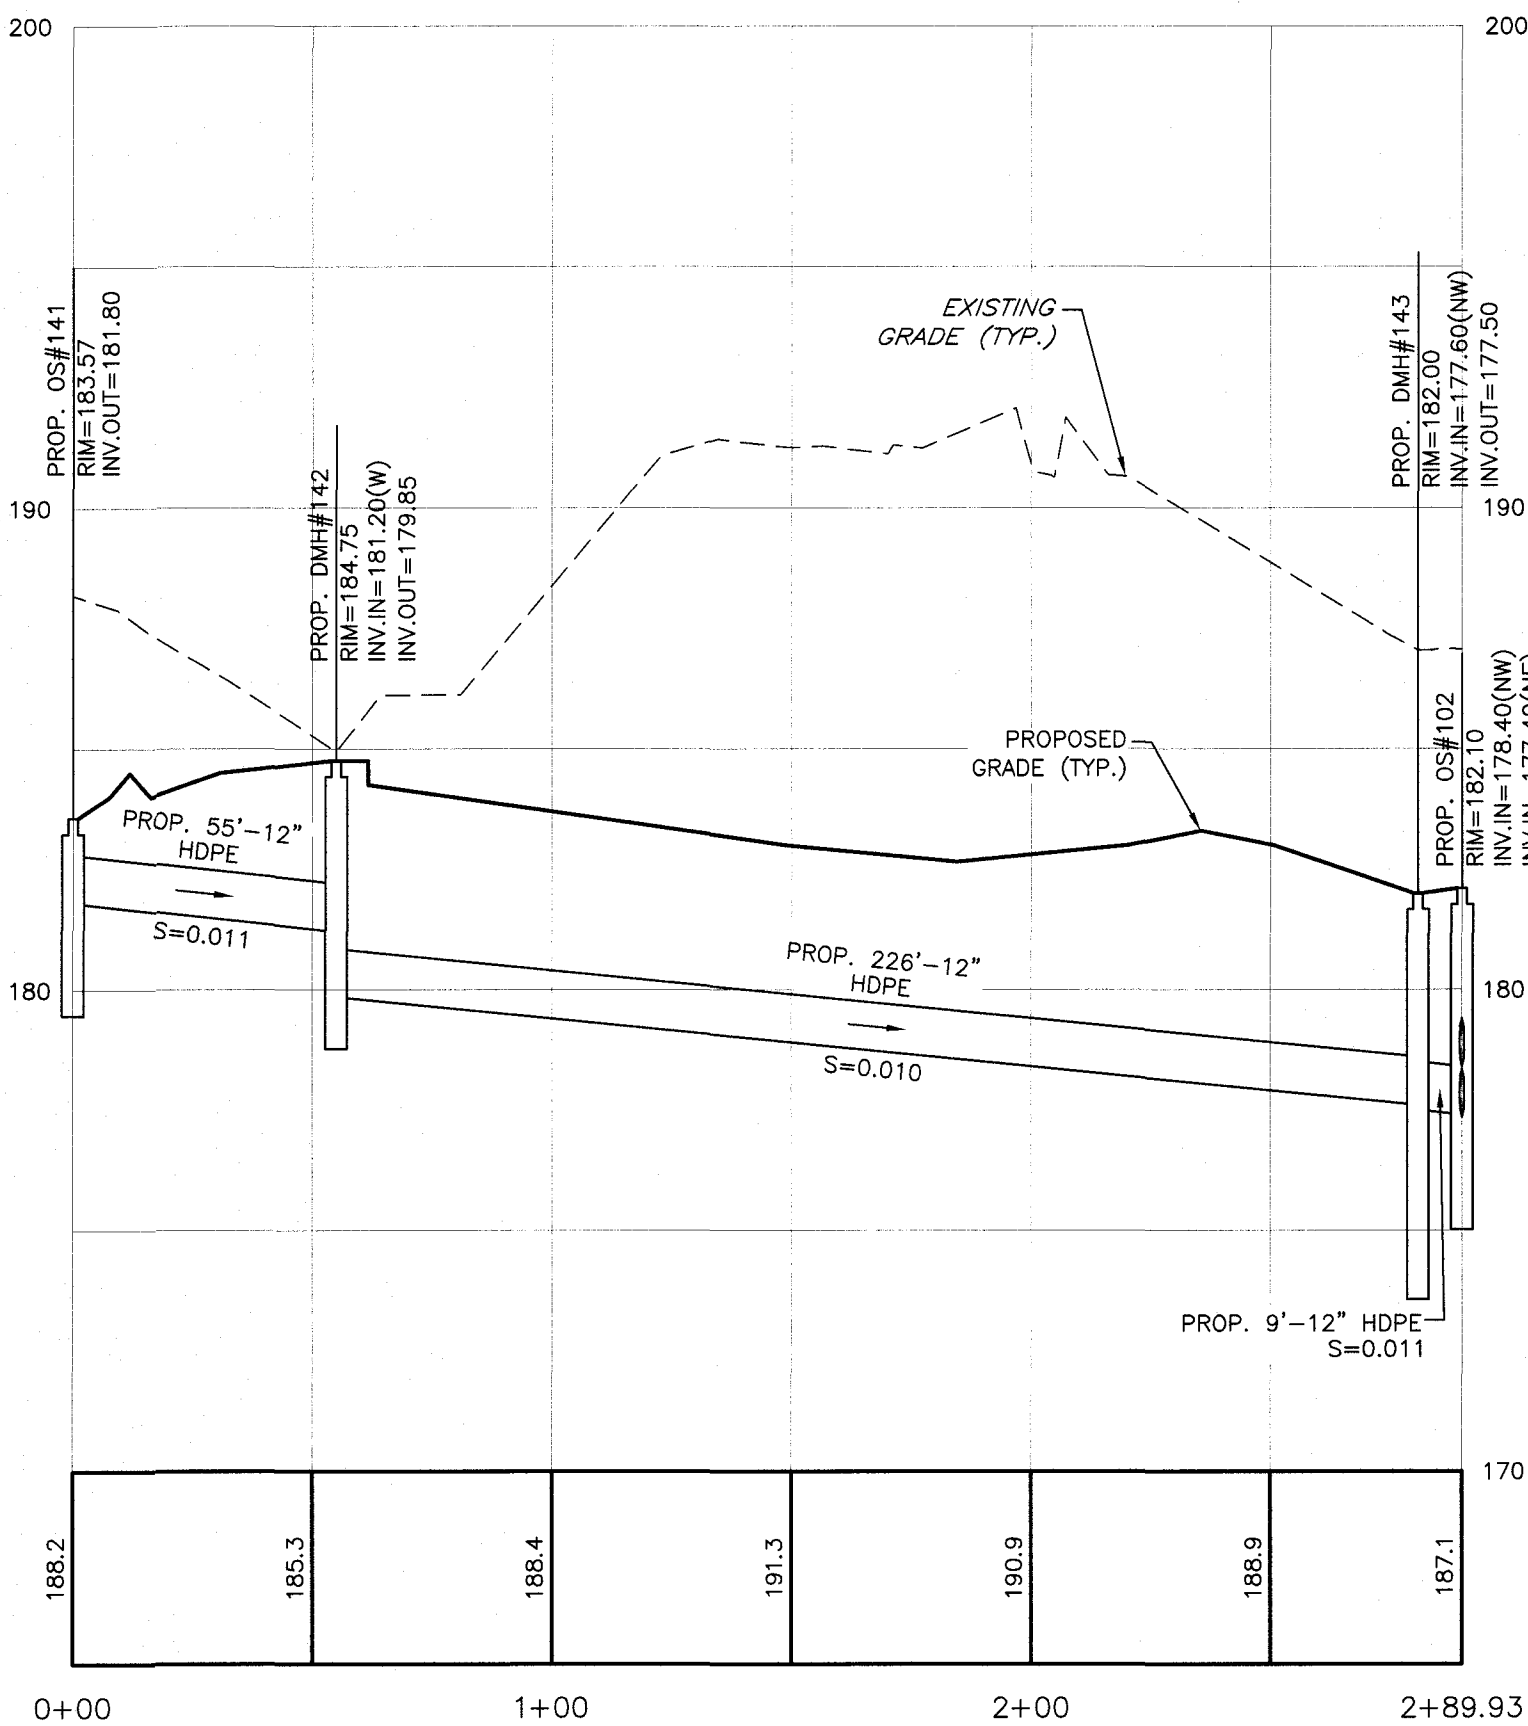 200
200
PROP. OS#141
RIM=183.57
INV.OUT=181.80
PROP. DMH#142
RIM=184.75
INV.IN=181.20(W)
INV.OUT=179.85
EXISTING
GRADE (TYP.)
PROP. DMH#143
RIM=182.00
INV.IN=177.60(NW)
INV.OUT=177.50
190
190
PROP. OS#102
RIM=182.10
INV.IN=178.40(NW)
PROPOSED
GRADE (TYP.)
PROP. 55'-12"
HDPE
S=0.011
PROP. 226'-12"
HDPE
S=0.010
180
180
PROP. 9'-12" HDPE
S=0.011
170
188.2
185.3
188.4
191.3
190.9
188.9
187.1
0+00
1+00
2+00
2+89.93